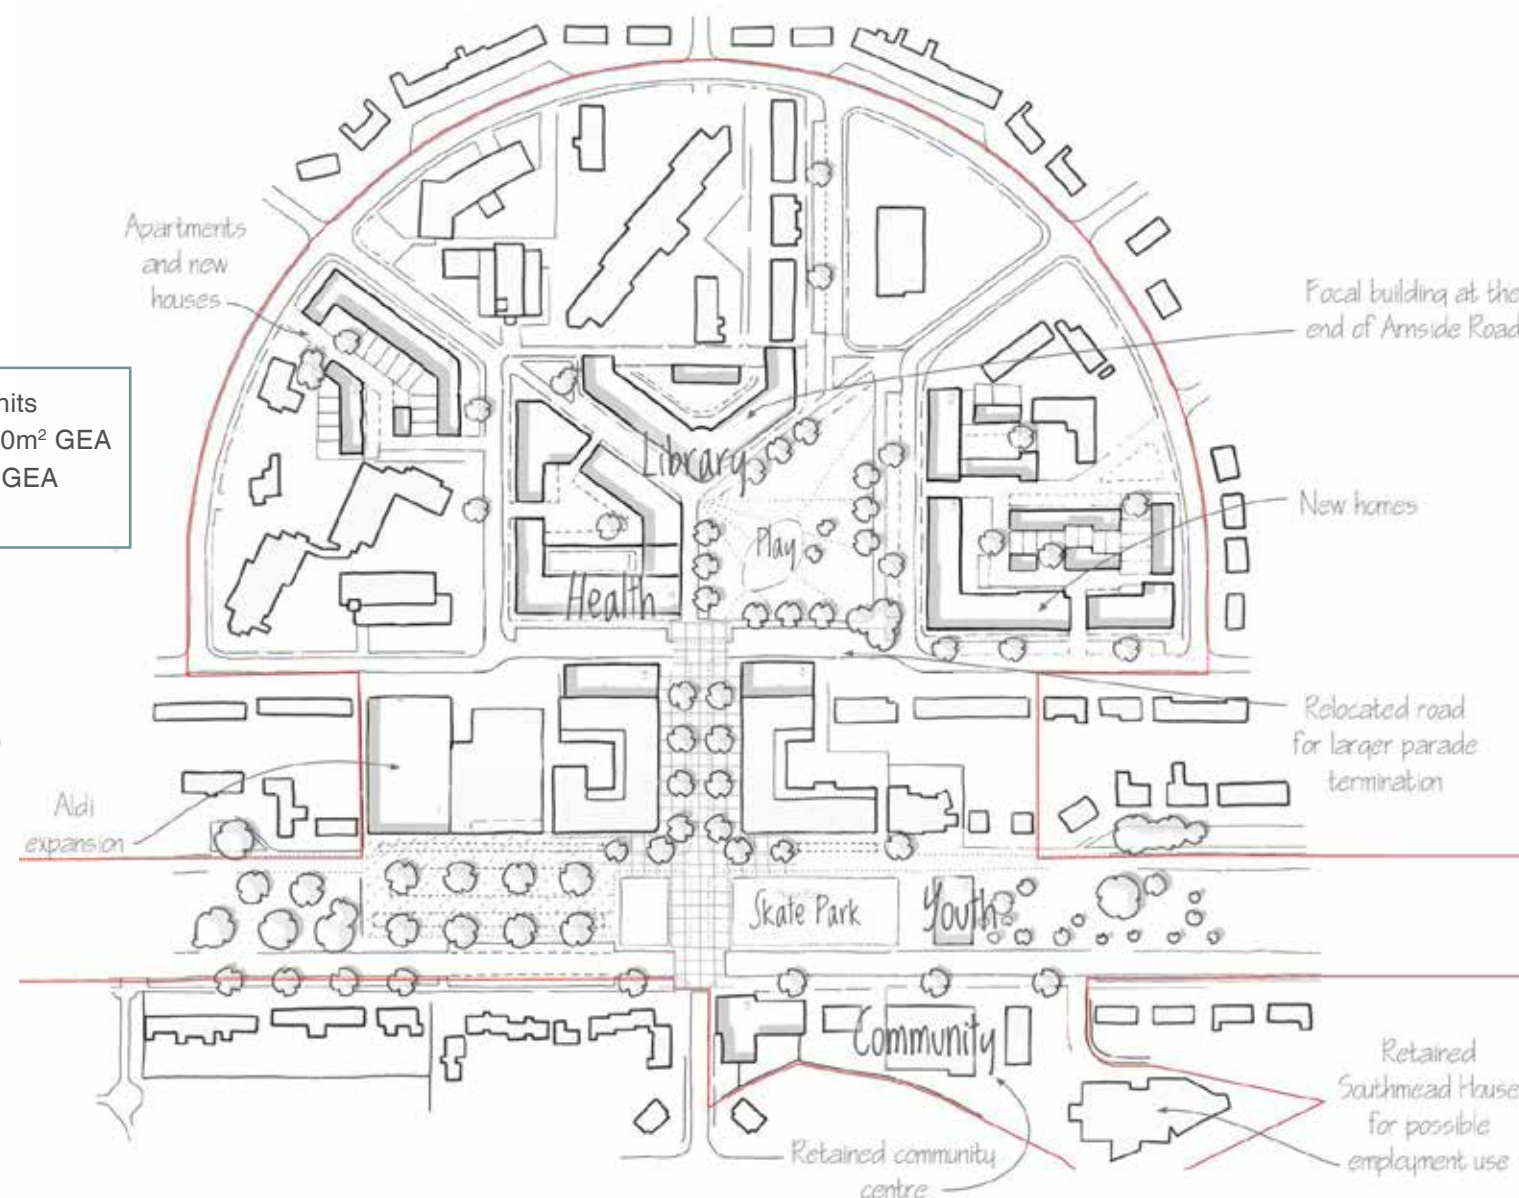 Apartments
and new
houses
Focal building at the
end of Arnside Road
0m² GEA
GEA
Library
New homes
Play
Health
Relocated road
for larger parade
termination
Aldi
expansion
Skate Park
Youth
Community
Retained
Southmead House
for possible
employment use
Retained community
centre